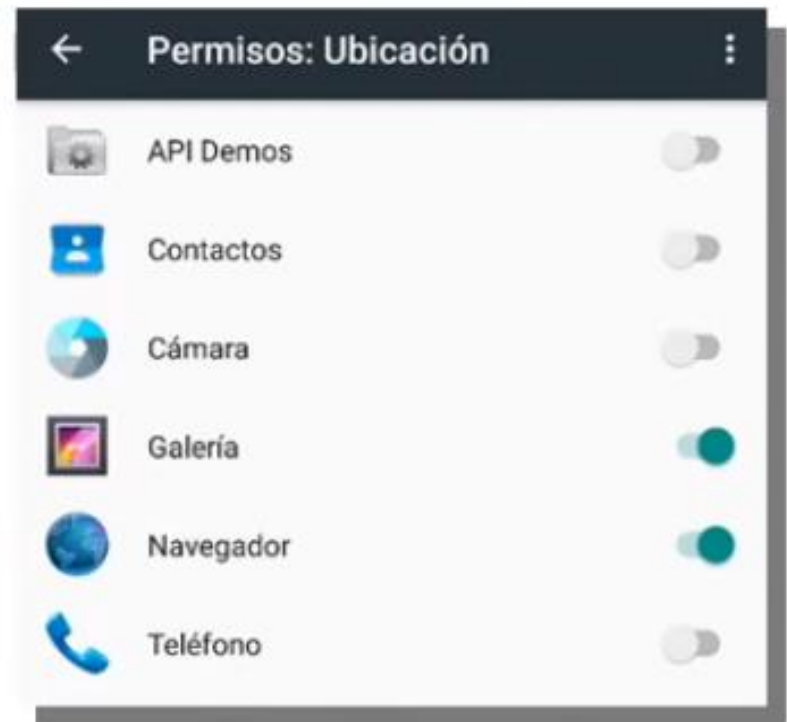 Permisos: Ubicación
API Demos
Contactos
Cámara
Galería
Navegador
Teléfono